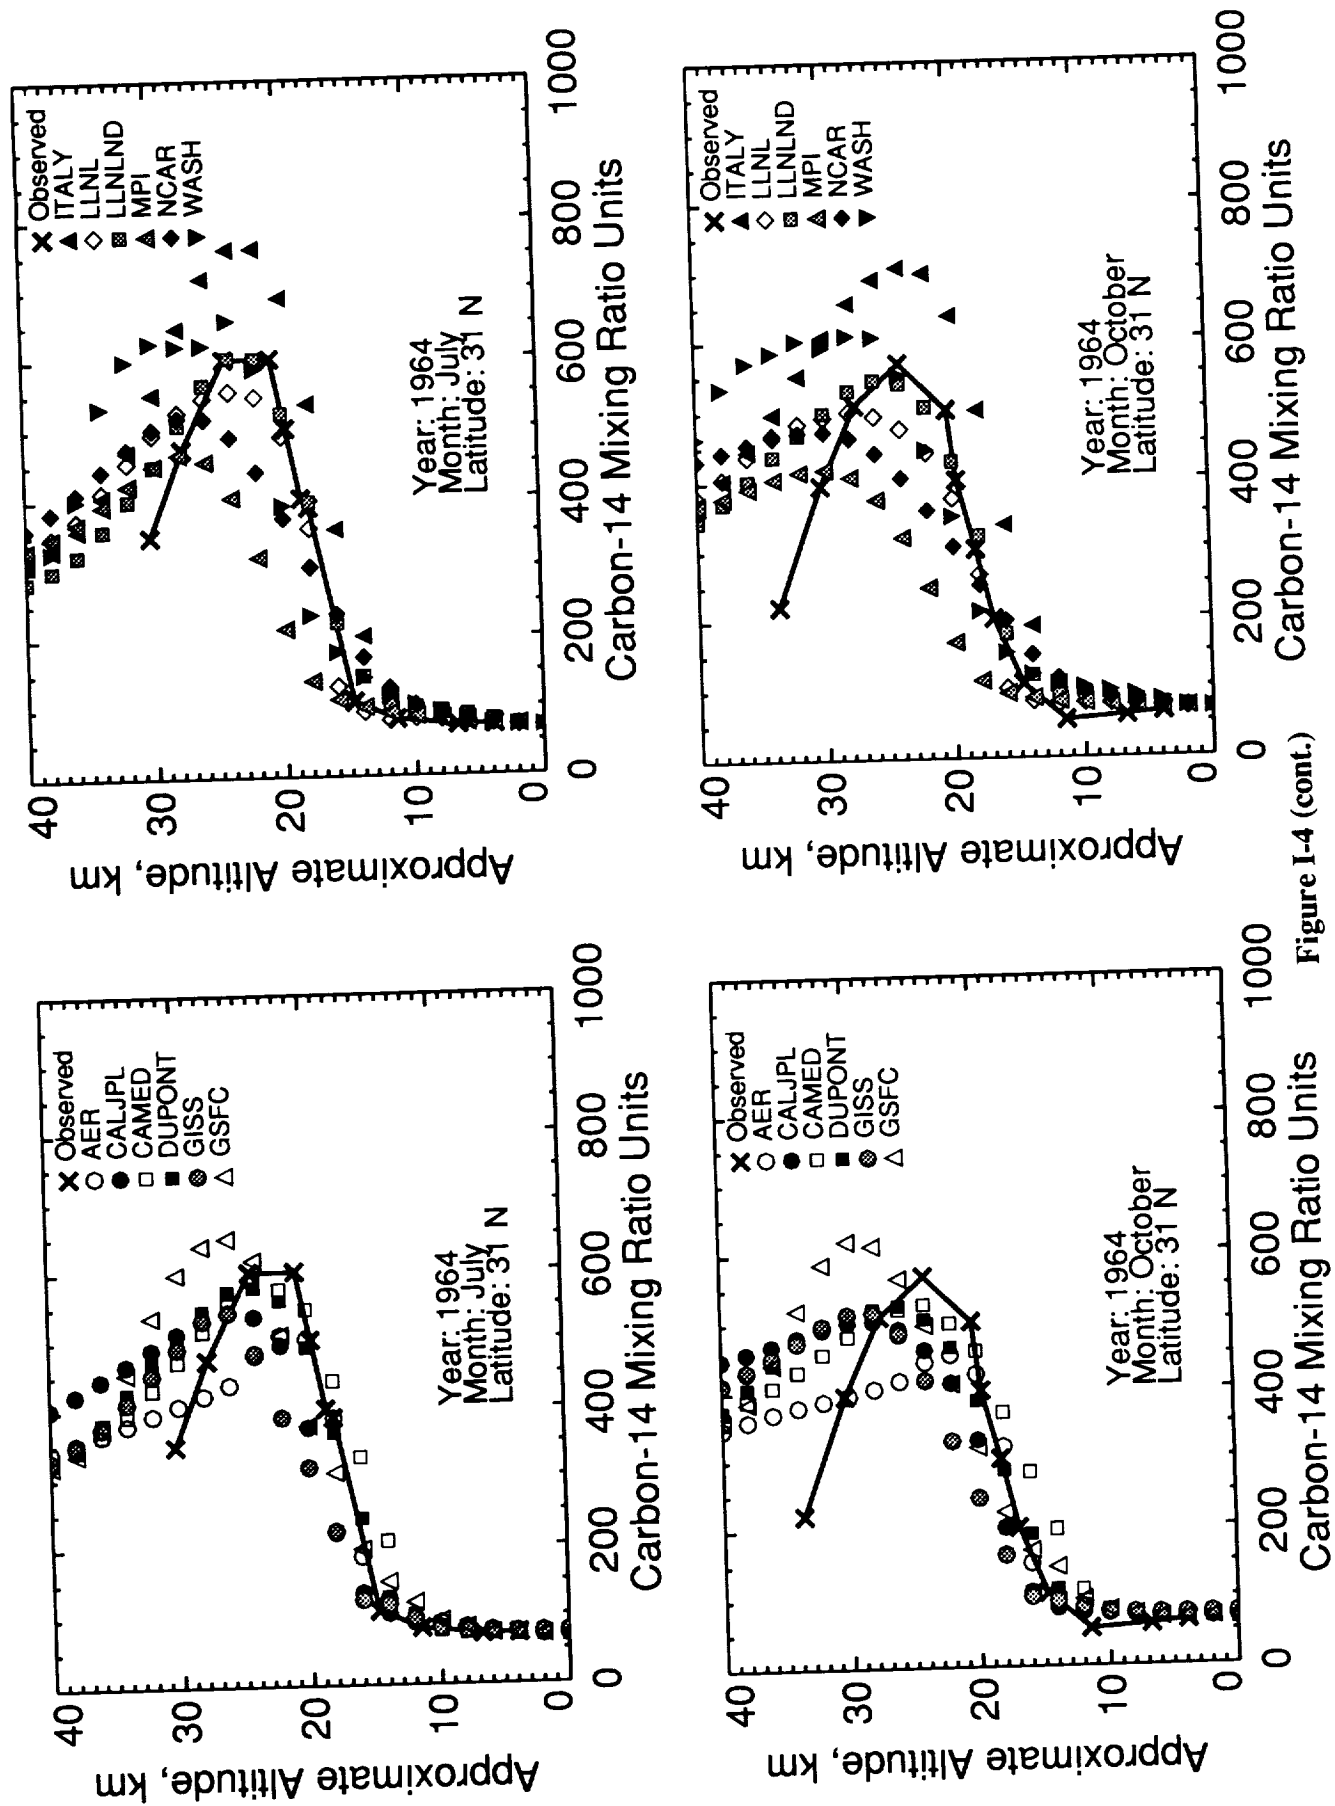 40
30
20
10
0
Approximate Altitude, km
Observed
AER
CALJPL
CAMED
DUPONT
GISS
GSFC
Year: 1964
Month: July
Latitude: 31 N
0
200
400
600
800
1000
Carbon-14 Mixing Ratio Units
40
30
20
10
0
Approximate Altitude, km
Observed
ITALY
LLNL
LLNLND
MPI
NCAR
WASH
Year: 1964
Month: July
Latitude: 31 N
0
200
400
600
800
1000
Carbon-14 Mixing Ratio Units
40
30
20
10
0
Approximate Altitude, km
Observed
AER
CALJPL
CAMED
DUPONT
GISS
GSFC
Year: 1964
Month: October
Latitude: 31 N
0
200
400
600
800
1000
Carbon-14 Mixing Ratio Units
40
30
20
10
0
Approximate Altitude, km
Observed
ITALY
LLNL
LLNLND
MPI
NCAR
WASH
Year: 1964
Month: October
Latitude: 31 N
0
200
400
600
800
1000
Carbon-14 Mixing Ratio Units
Figure I-4 (cont.)